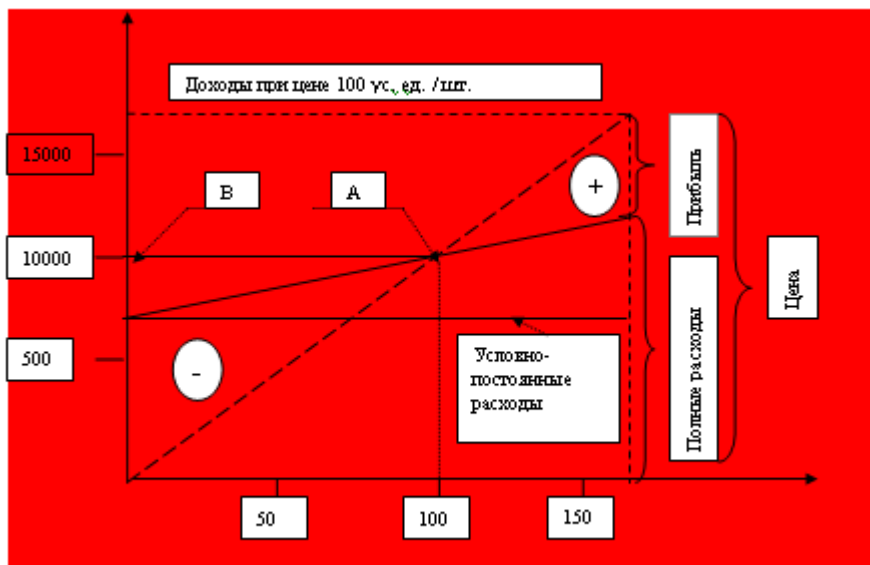 Доходы при цене 100 ус, ед. /шт.
15000
В
А
+
Прибыль
10000
Цена
500
-
Условно-
постоянные
расходы
Полные расходы
50
100
150